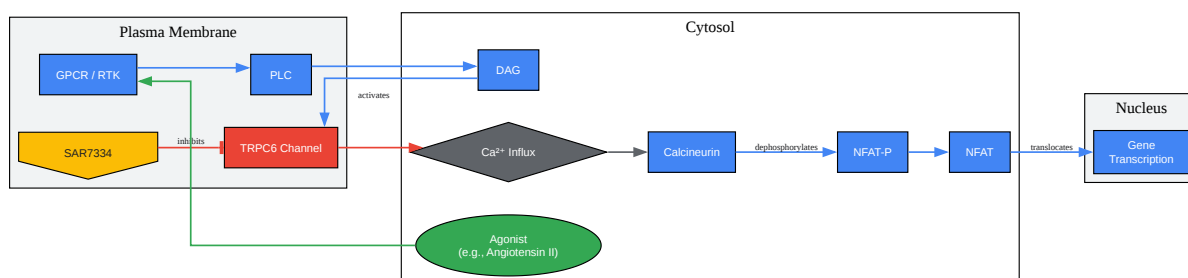 Plasma Membrane
GPCR / RTK
PLC
activates
SAR7334
inhibits
TRPC6 Channel
Cytosol
DAG
Ca²⁺ Influx
Calcineurin
dephosphorylates
NFAT-P
NFAT
translocates
Agonist
(e.g., Angiotensin II)
Nucleus
Gene
Transcription